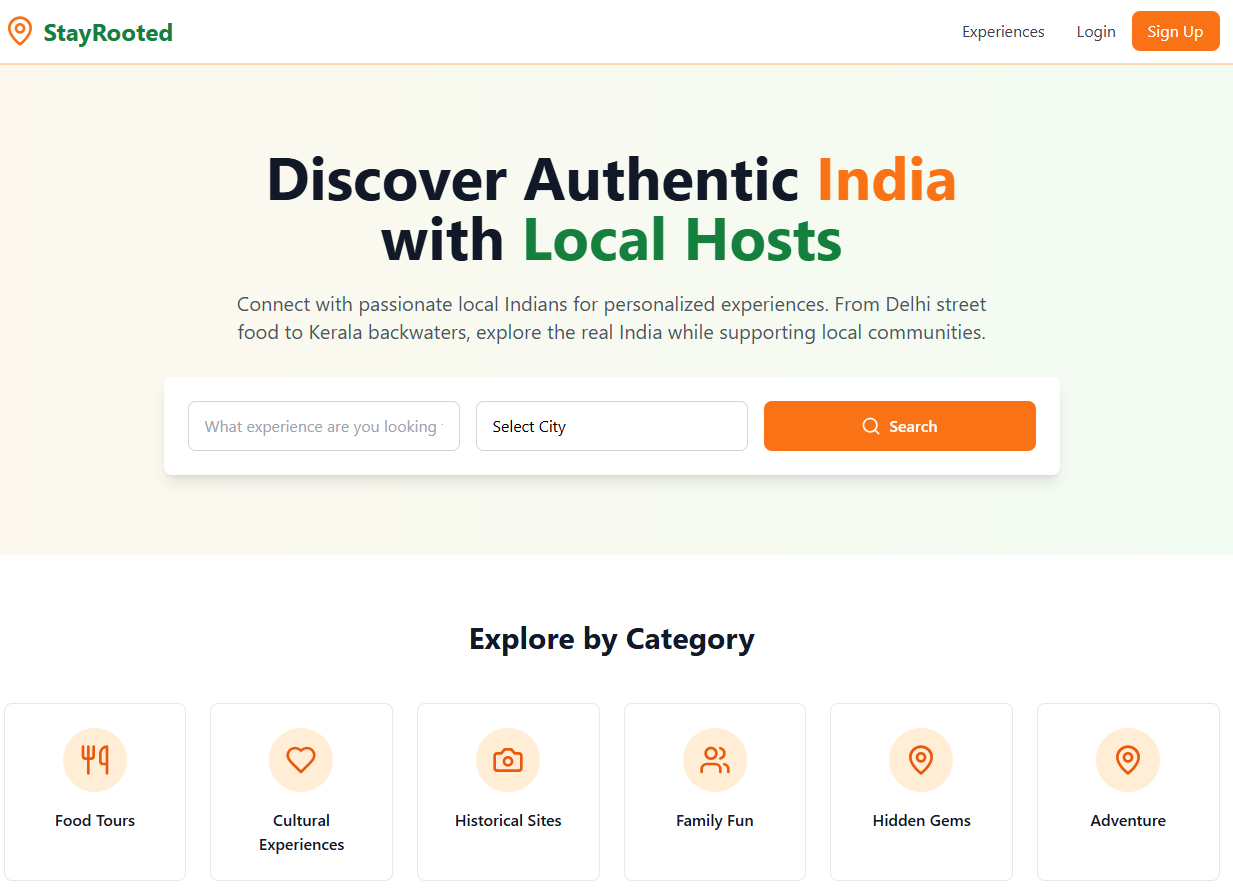 StayRooted
Experiences
Login
Sign Up
Discover Authentic India
with Local Hosts
Connect with passionate local Indians for personalized experiences. From Delhi street
food to Kerala backwaters, explore the real India while supporting local communities.
What experience are you looking
Select City
Search
Explore by Category
Food Tours
Cultural
Experiences
Historical Sites
Family Fun
Hidden Gems
Adventure